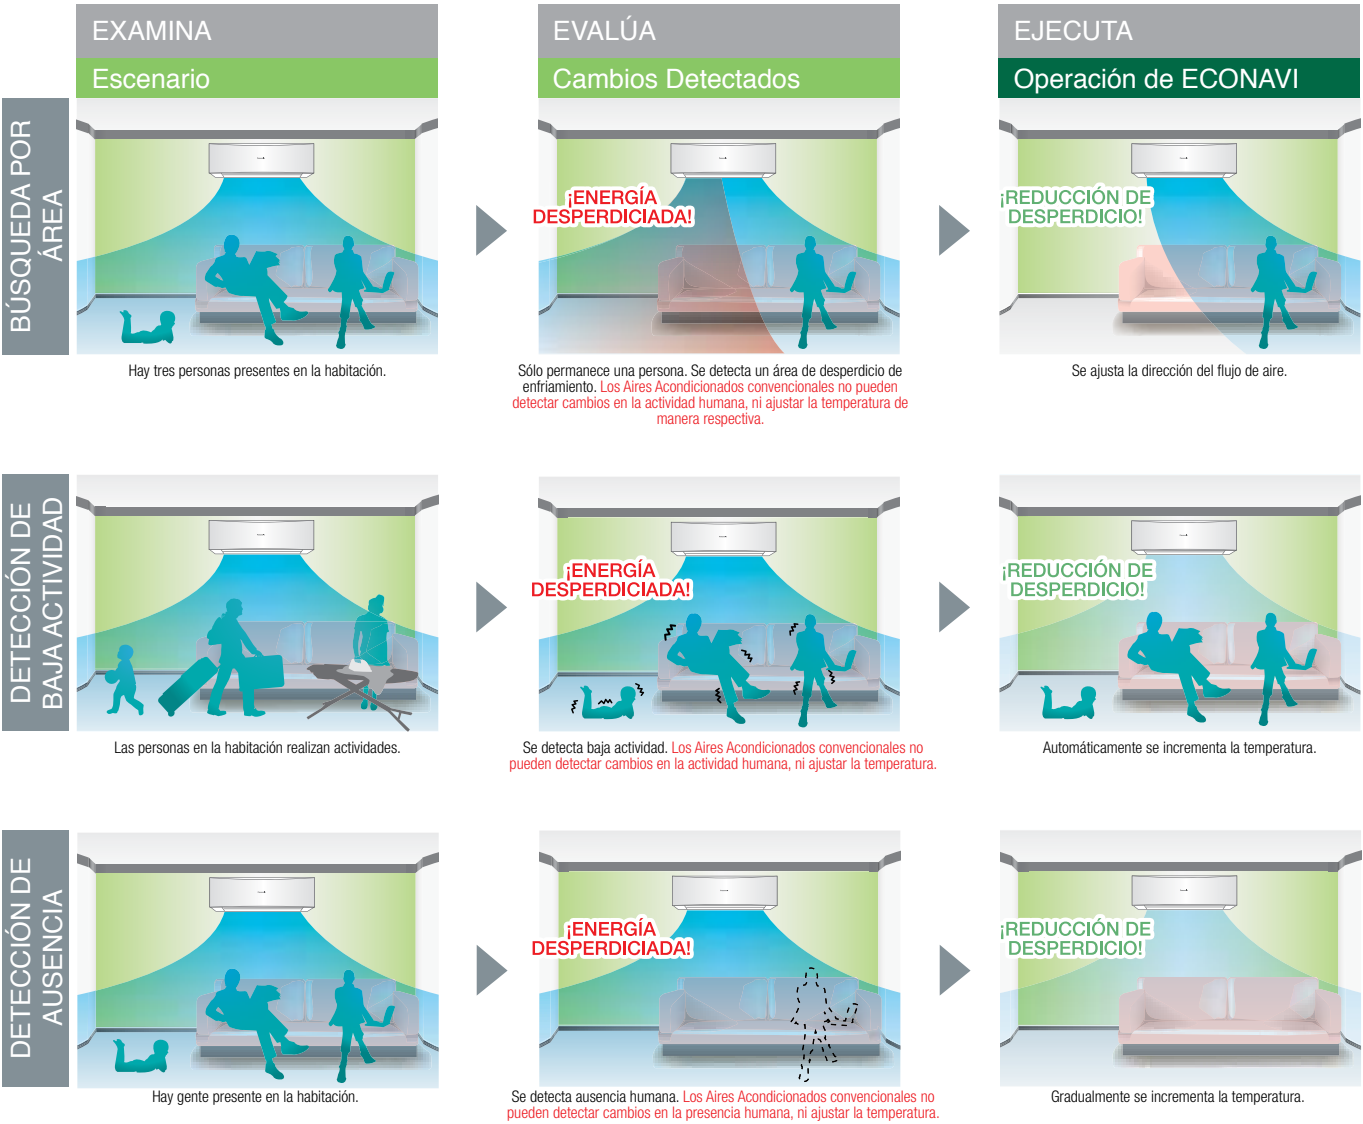 EXAMINA
EVALÚA
EJECUTA
Escenario
Cambios Detectados
Operación de ECONAVI
BÚSQUEDA POR
ÁREA
¡ENERGÍA
DESPERDICIADA!
¡REDUCCIÓN DE
DESPERDICIO!
Hay tres personas presentes en la habitación.
Sólo permanece una persona. Se detecta un área de desperdicio de
enfriamiento. Los Aires Acondicionados convencionales no pueden
detectar cambios en la actividad humana, ni ajustar la temperatura de
manera respectiva.
Se ajusta la dirección del flujo de aire.
DETECCIÓN DE
BAJA ACTIVIDAD
¡ENERGÍA
DESPERDICIADA!
¡REDUCCIÓN DE
DESPERDICIO!
Las personas en la habitación realizan actividades.
Se detecta baja actividad. Los Aires Acondicionados convencionales no
pueden detectar cambios en la actividad humana, ni ajustar la temperatura.
Automáticamente se incrementa la temperatura.
DETECCIÓN DE
AUSENCIA
¡ENERGÍA
DESPERDICIADA!
¡REDUCCIÓN DE
DESPERDICIO!
Hay gente presente en la habitación.
Se detecta ausencia humana. Los Aires Acondicionados convencionales no
pueden detectar cambios en la presencia humana, ni ajustar la temperatura.
Gradualmente se incrementa la temperatura.